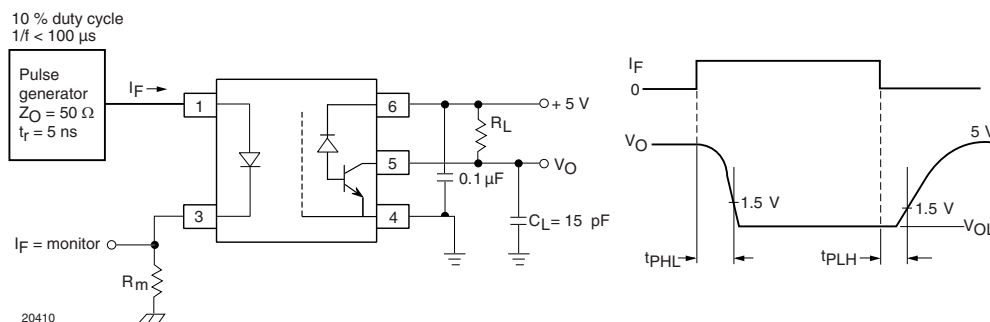 10 % duty cycle
1/f < 100 μs
Pulse
generator
ZO = 50 Ω
tr = 5 ns
IF
1
3
6
5
4
+ 5 V
RL
VO
0.1 μF
CL = 15 pF
IF = monitor
Rm
20410
IF
0
VO
5 V
1.5 V
1.5 V
VOL
tPHL
tPLH